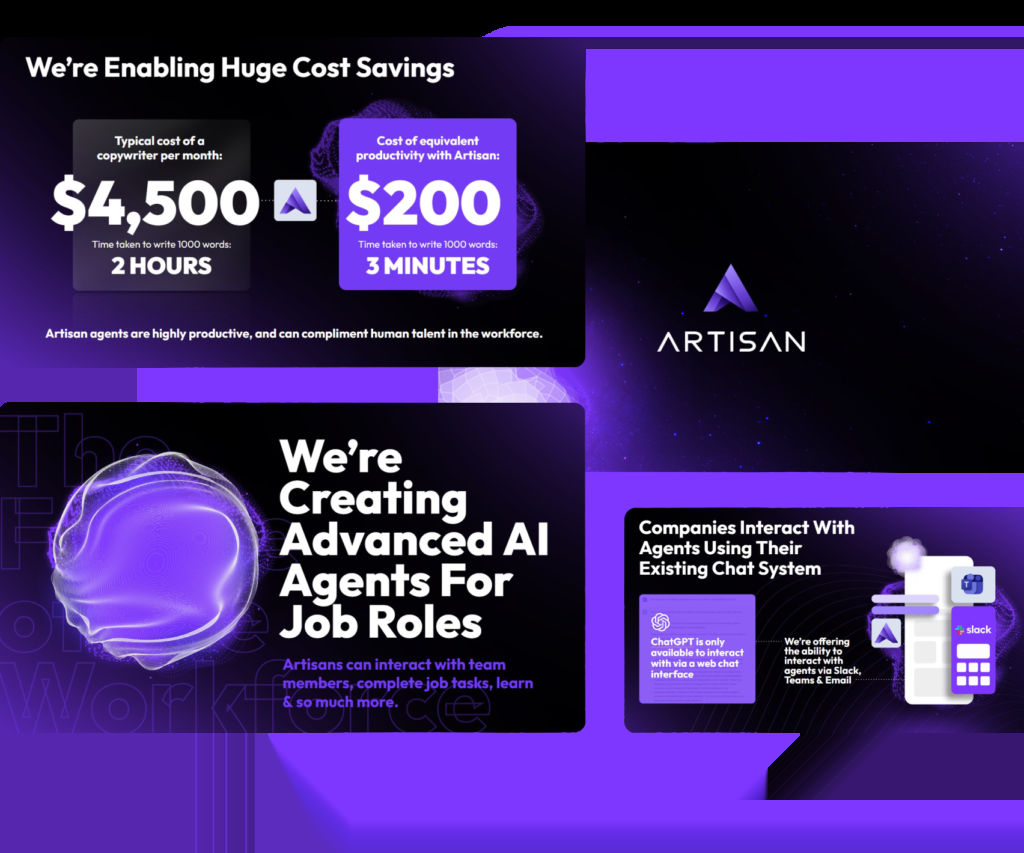 We're Enabling Huge Cost Savings
Typical cost of a
copywriter per month:
$4,500
Time taken to write 1000 words:
2 HOURS
Cost of equivalent
productivity with Artisan:
$200
Time taken to write 1000 words:
3 MINUTES
Artisan agents are highly productive, and can compliment human talent in the workforce.
ARTISAN
The
Workforce
We're
Creating
Advanced AI
Agents For
Job Roles
Artisans can interact with team
members, complete job tasks, learn
& so much more.
Companies Interact With
Agents Using Their
Existing Chat System
ChatGPT is only
available to interact
with via a web chat
interface
We're offering
the ability to
interact with
agents via Slack,
Teams & Email
T
slack